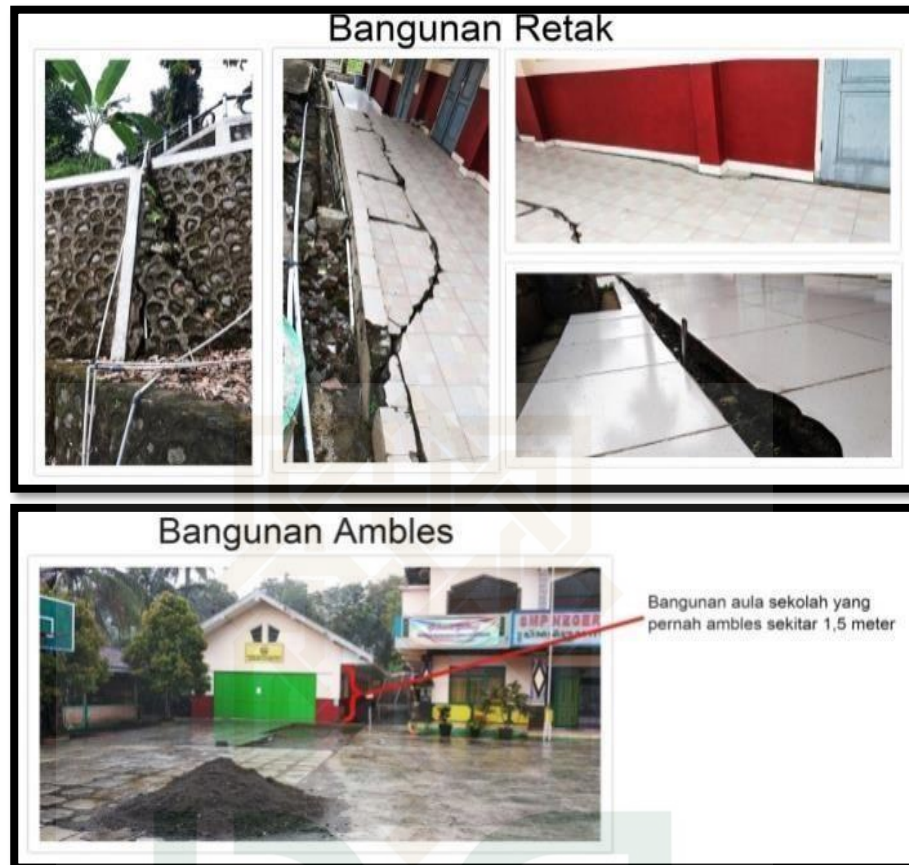 Bangunan Retak
Bangunan Ambles
Bangunan aula sekolah yang
pernah ambles sekitar 1,5 meter
SMP NEGERI